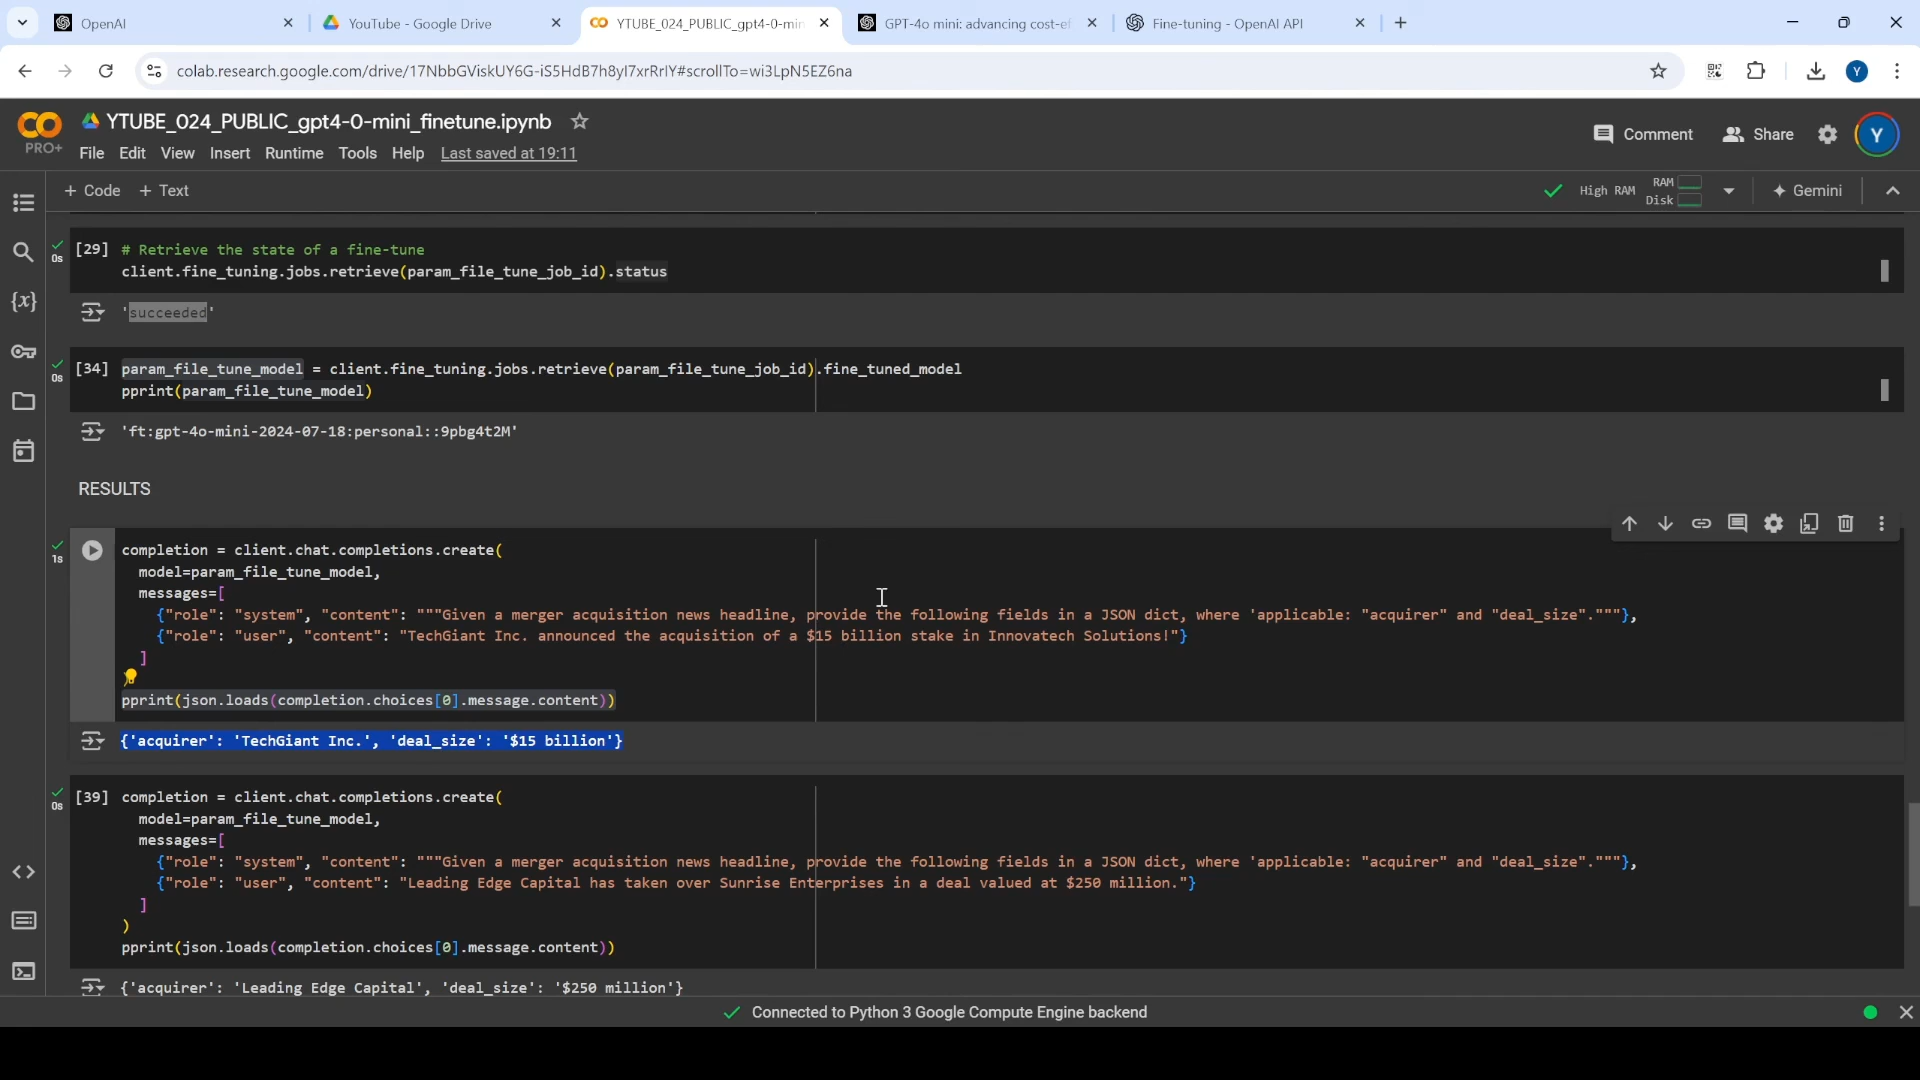 OpenAI
YouTube - Google Drive
YTUBE_024_PUBLIC_gpt4-0-min
GPT-4o mini: advancing cost-ef
Fine-tuning - OpenAI API
colab.research.google.com/drive/17NbbGViskUY6G-iS5HdB7h8yI7xrRrIY#scrollTo=wi3LpN5EZ6na
Y
CO
PRO+
YTUBE_024_PUBLIC_gpt4-0-mini_finetune.ipynb
File Edit View Insert Runtime Tools Help Last saved at 19:11
Comment Share Y
+ Code + Text
High RAM RAM Disk Gemini
[29] # Retrieve the state of a fine-tune
0s
client.fine_tuning.jobs.retrieve(param_file_tune_job_id).status
'succeeded'
[34] param_file_tune_model = client.fine_tuning.jobs.retrieve(param_file_tune_job_id).fine_tuned_model
0s
pprint(param_file_tune_model)
'ft:gpt-4o-mini-2024-07-18:personal::9pbg4t2M'
RESULTS
completion = client.chat.completions.create(
1s
model=param_file_tune_model,
messages=[
{"role": "system", "content": """Given a merger acquisition news headline, provide the following fields in a JSON dict, where 'applicable: "acquirer" and "deal_size"."""},
{"role": "user", "content": "TechGiant Inc. announced the acquisition of a $15 billion stake in Innovatech Solutions!"}
]
)
pprint(json.loads(completion.choices[0].message.content))
{'acquirer': 'TechGiant Inc.', 'deal_size': '$15 billion'}
[39] completion = client.chat.completions.create(
0s
model=param_file_tune_model,
messages=[
{"role": "system", "content": """Given a merger acquisition news headline, provide the following fields in a JSON dict, where 'applicable: "acquirer" and "deal_size"."""},
{"role": "user", "content": "Leading Edge Capital has taken over Sunrise Enterprises in a deal valued at $250 million."}
]
)
pprint(json.loads(completion.choices[0].message.content))
{'acquirer': 'Leading Edge Capital', 'deal_size': '$250 million'}
Connected to Python 3 Google Compute Engine backend